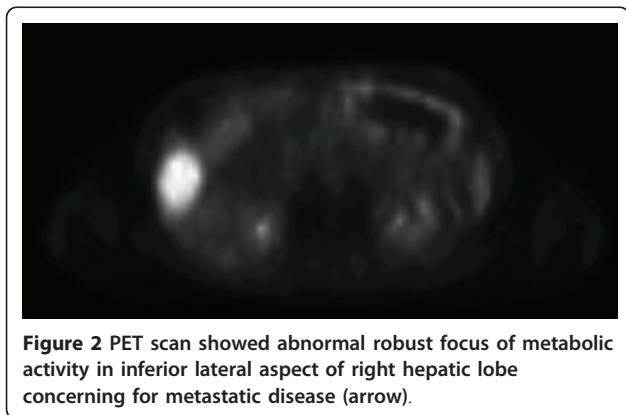 Figure 2 PET scan showed abnormal robust focus of metabolic
activity in inferior lateral aspect of right hepatic lobe
concerning for metastatic disease (arrow).